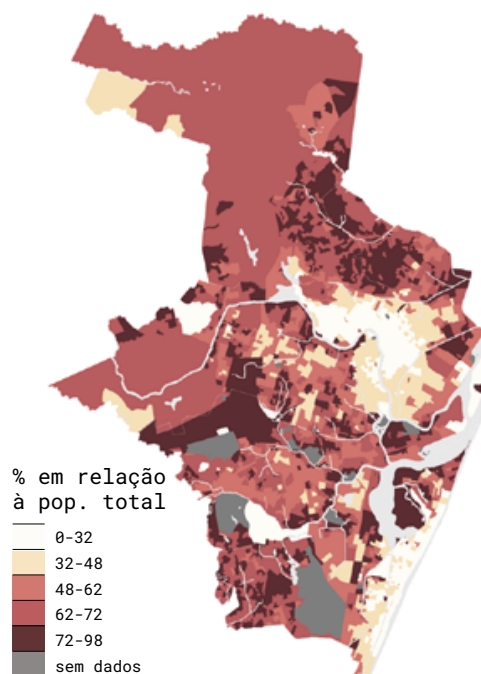 % em relação
à pop. total
0-32
32-48
48-62
62-72
72-98
sem dados